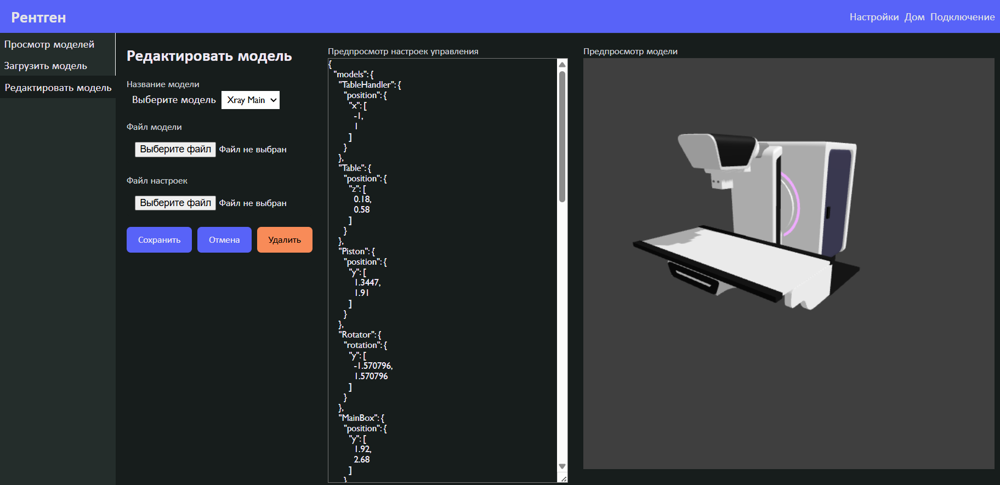 Рентген
Настройки Дом Подключение
Просмотр моделей
Загрузить модель
Редактировать модель
Редактировать модель
Название модели
Выберите модель Xray Main
Файл модели
Выберите файл Файл не выбран
Файл настроек
Выберите файл Файл не выбран
Сохранить Отмена Удалить
Предпросмотр настроек управления
{
"models": {
"TableHandler": {
"position": {
"x": [
-1,
1
]
}
},
"Table": {
"position": {
"z": [
0.18,
0.58
]
}
},
"Piston": {
"position": {
"y": [
1.3447,
1.91
]
}
},
"Rotator": {
"rotation": {
"y": [
-1.570796,
1.570796
]
}
},
"MainBox": {
"position": {
"y": [
1.92,
2.68
]
}
Предпросмотр модели